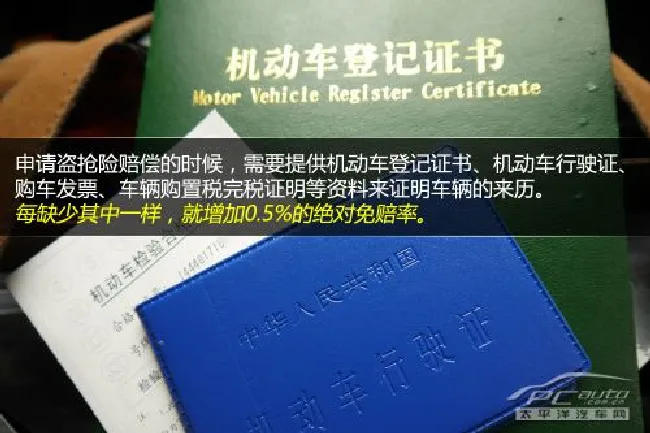 机动车登记证书
Motor Vehicle Register Certificate
申请盗抢险赔偿的时候，需要提供机动车登记证书、机动车行驶证、
购车发票、车辆购置税完税证明等资料来证明车辆的来历。
每缺少其中一样，就增加0.5%的绝对免赔率。
机动车检验合格
合格
中华人民共和国
机动车行驶证
PCauto
.com.cn
太平洋汽车网